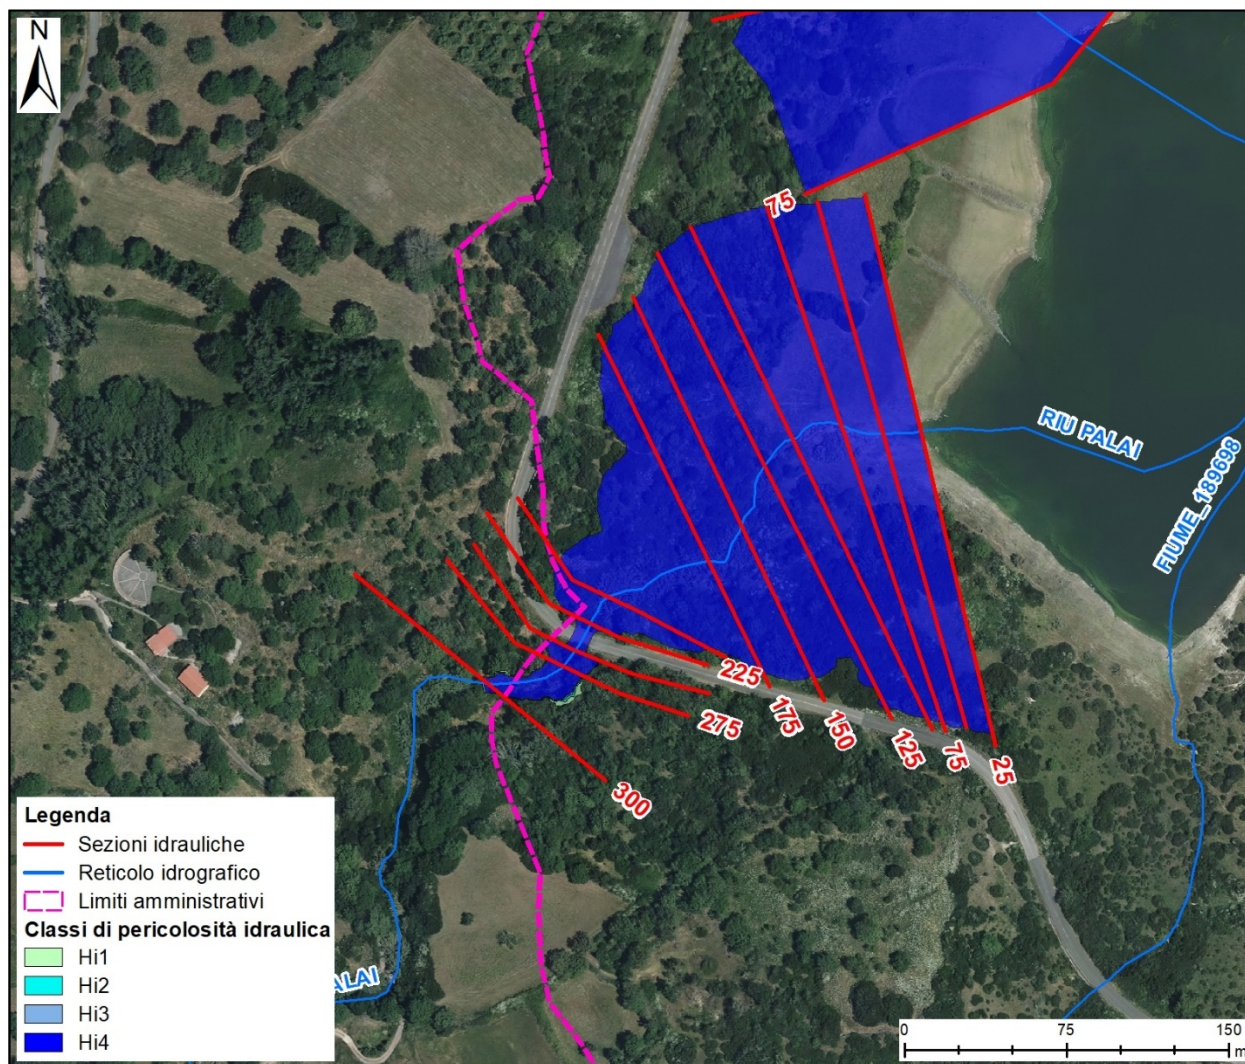 N
75
RIU PALAI
FIUME_189698
225
275
175
150
125
75
25
300
ALAI
Legenda
Sezioni idrauliche
Reticolo idrografico
Limiti amministrativi
Classi di pericolosità idraulica
Hi1
Hi2
Hi3
Hi4
0 75 150
m